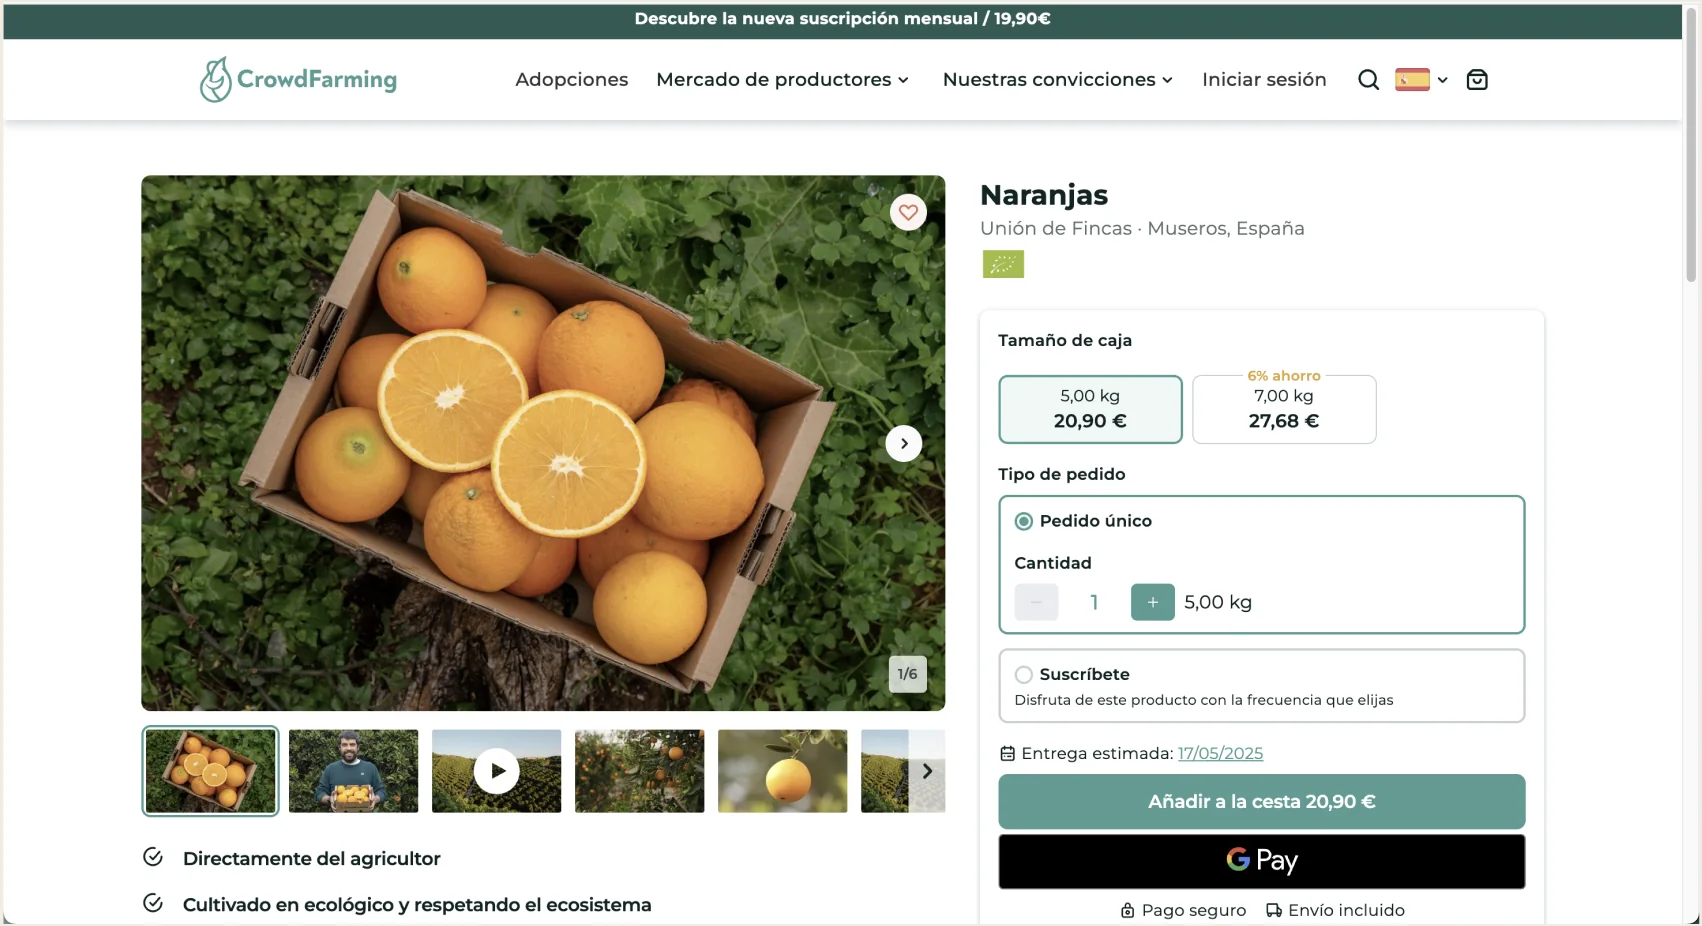 Descubre la nueva suscripción mensual / 19,90€
CrowdFarming
Adopciones
Mercado de productores
Nuestras convicciones
Iniciar sesión
1/6
Directamente del agricultor
Cultivado en ecológico y respetando el ecosistema
Naranjas
Unión de Fincas · Museros, España
Tamaño de caja
5,00 kg
20,90 €
6% ahorro
7,00 kg
27,68 €
Tipo de pedido
Pedido único
Cantidad
− 1 + 5,00 kg
Suscríbete
Disfruta de este producto con la frecuencia que elijas
Entrega estimada: 17/05/2025
Añadir a la cesta 20,90 €
G Pay
Pago seguro
Envío incluido